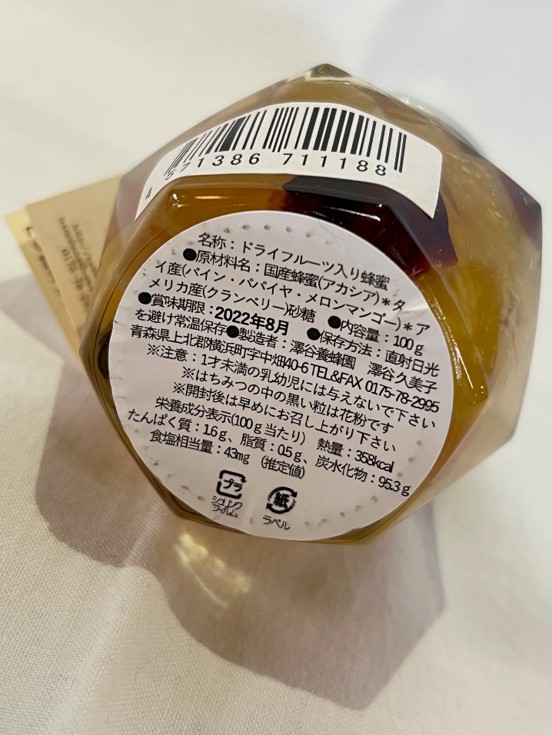 4 571386 711188
名称：ドライフルーツ入り蜂蜜
●原材料名：国産蜂蜜(アカシア)＊タ
イ産(パイン・パパイヤ・メロンマンゴー)＊ア
メリカ産(クランベリー)砂糖 ●内容量：100g
●賞味期限：2022年8月 ●保存方法：直射日光
を避け常温保存●製造者：澤谷養蜂園 澤谷久美子
青森県上北郡横浜町字中畑40-6 TEL&FAX 0175-78-2995
※注意：1才未満の乳幼児には与えないで下さい
※はちみつの中の黒い粒は花粉です
※開封後は早めにお召し上がり下さい
栄養成分表示(100g当たり) 熱量：358kcal
たんぱく質：1.6g、脂質：0.5g、炭水化物：95.3g
食塩相当量：43mg (推定値)
プラ 紙
シュリンク
フィルム ラベル